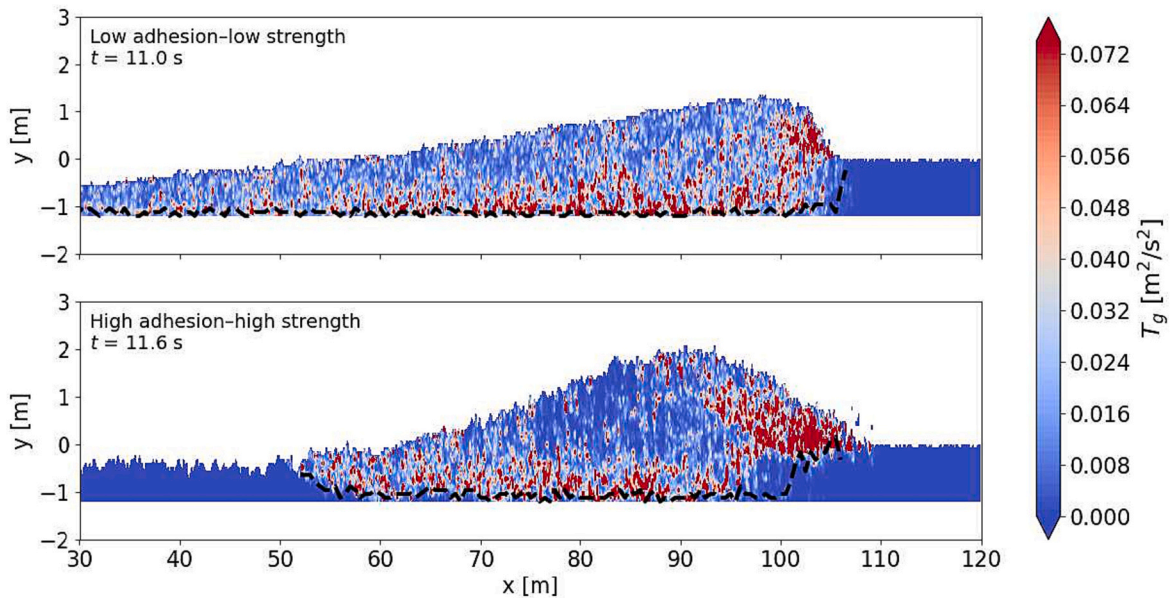 3
2
1
0
−1
−2
y [m]
Low adhesion–low strength
t = 11.0 s
3
2
1
0
−1
−2
y [m]
High adhesion–high strength
t = 11.6 s
30 40 50 60 70 80 90 100 110 120
x [m]
0.072
0.064
0.056
0.048
0.040
0.032
0.024
0.016
0.008
0.000
T_g [m²/s²]